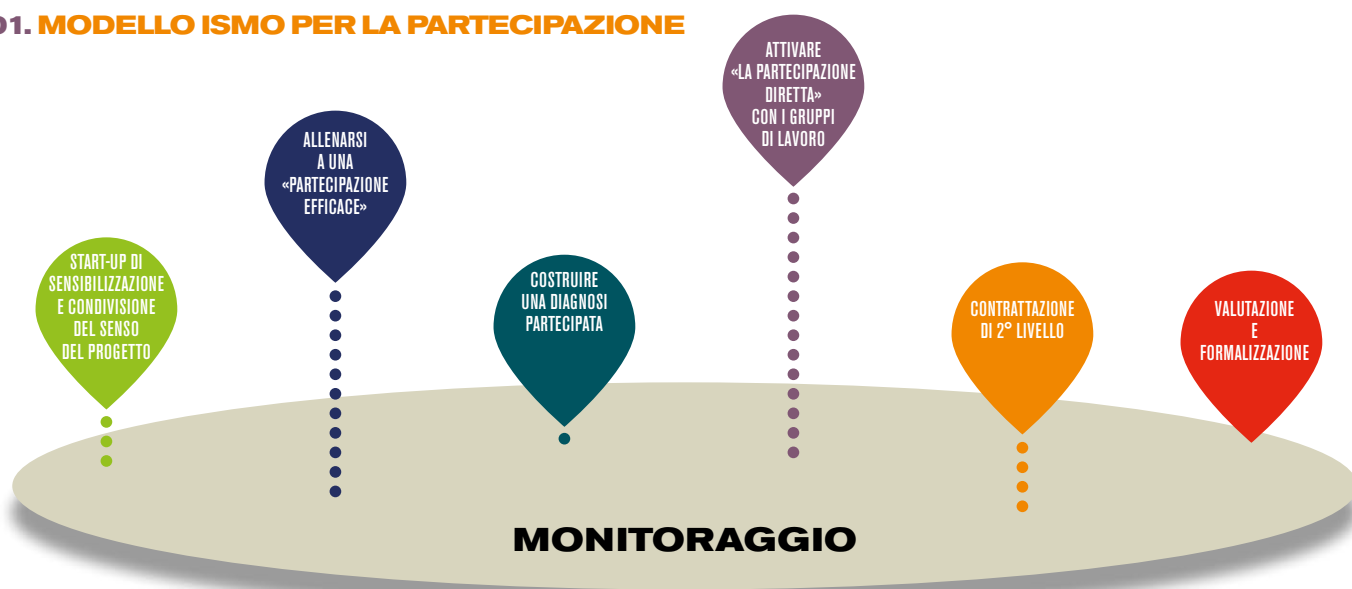 01. MODELLO ISMO PER LA PARTECIPAZIONE
START-UP DI
SENSIBILIZZAZIONE
E CONDIVISIONE
DEL SENSO
DEL PROGETTO
ALLENARSI
A UNA
«PARTECIPAZIONE
EFFICACE»
COSTRUIRE
UNA DIAGNOSI
PARTECIPATA
ATTIVARE
«LA PARTECIPAZIONE
DIRETTA»
CON I GRUPPI
DI LAVORO
CONTRATTAZIONE
DI 2° LIVELLO
VALUTAZIONE
E
FORMALIZZAZIONE
MONITORAGGIO